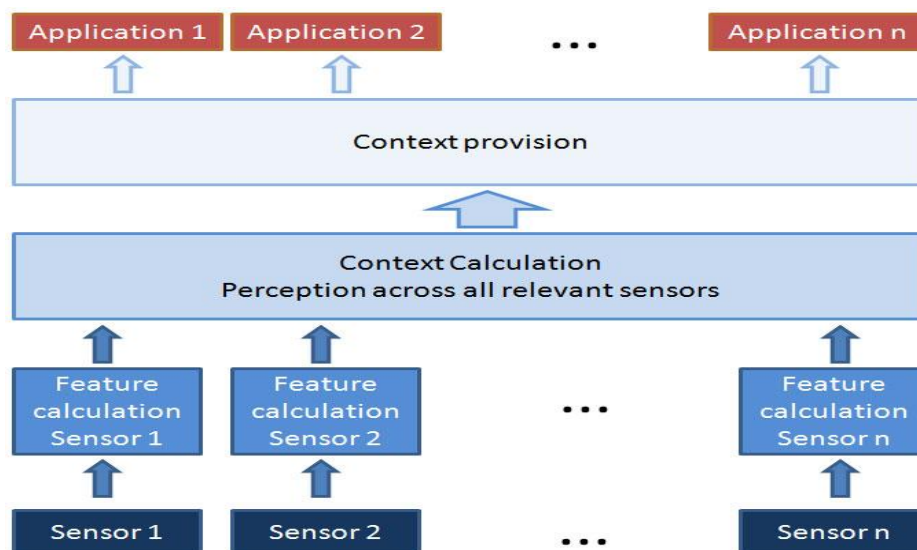 Application 1 Application 2 ... Application n
Context provision
Context Calculation
Perception across all relevant sensors
Feature calculation Sensor 1
Feature calculation Sensor 2
...
Feature calculation Sensor n
Sensor 1 Sensor 2 ... Sensor n